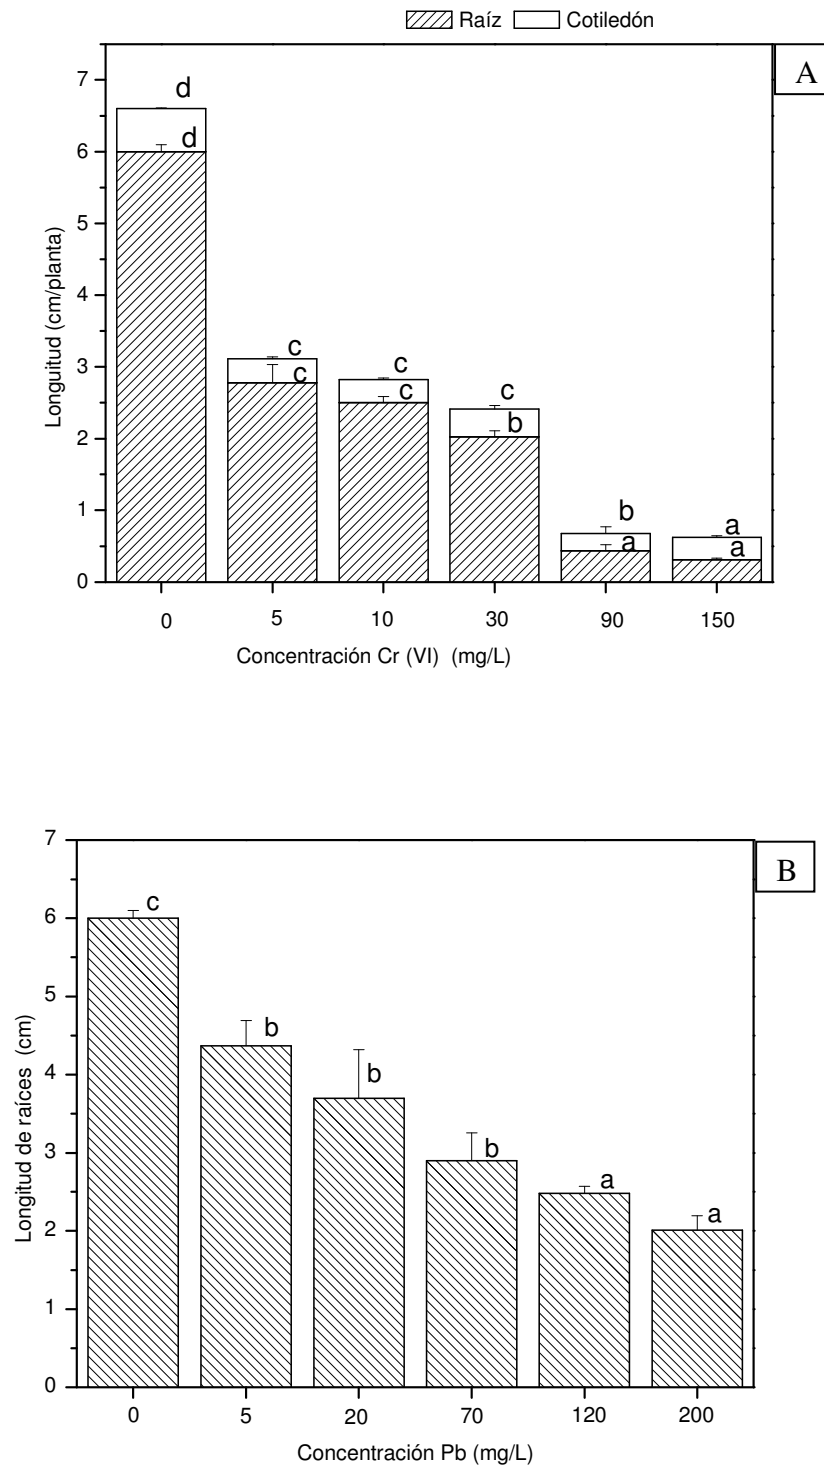 Raíz Cotiledón
A
7
6
5
4
3
2
1
0
Longuitud (cm/planta)
d
d
c
c
c
c
c
b
b
a
a
a
0 5 10 30 90 150
Concentración Cr (VI) (mg/L)
B
7
6
5
4
3
2
1
0
Longitud de raíces (cm)
c
b
b
b
a
a
0 5 20 70 120 200
Concentración Pb (mg/L)